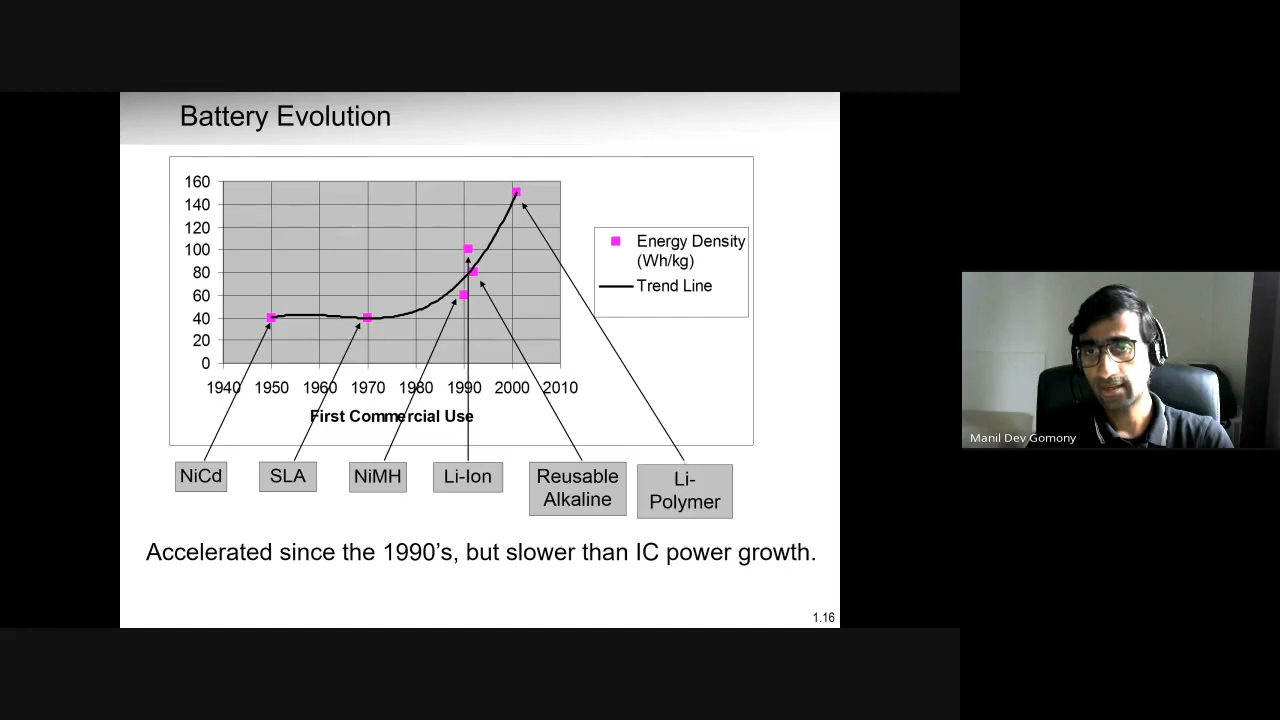 Battery Evolution
160
140
120
100
80
60
40
20
0
1940 1950 1960 1970 1980 1990 2000 2010
First Commercial Use
Energy Density
(Wh/kg)
Trend Line
NiCd
SLA
NiMH
Li-Ion
Reusable
Alkaline
Li-
Polymer
Accelerated since the 1990’s, but slower than IC power growth.
1.16
Manil Dev Gomony